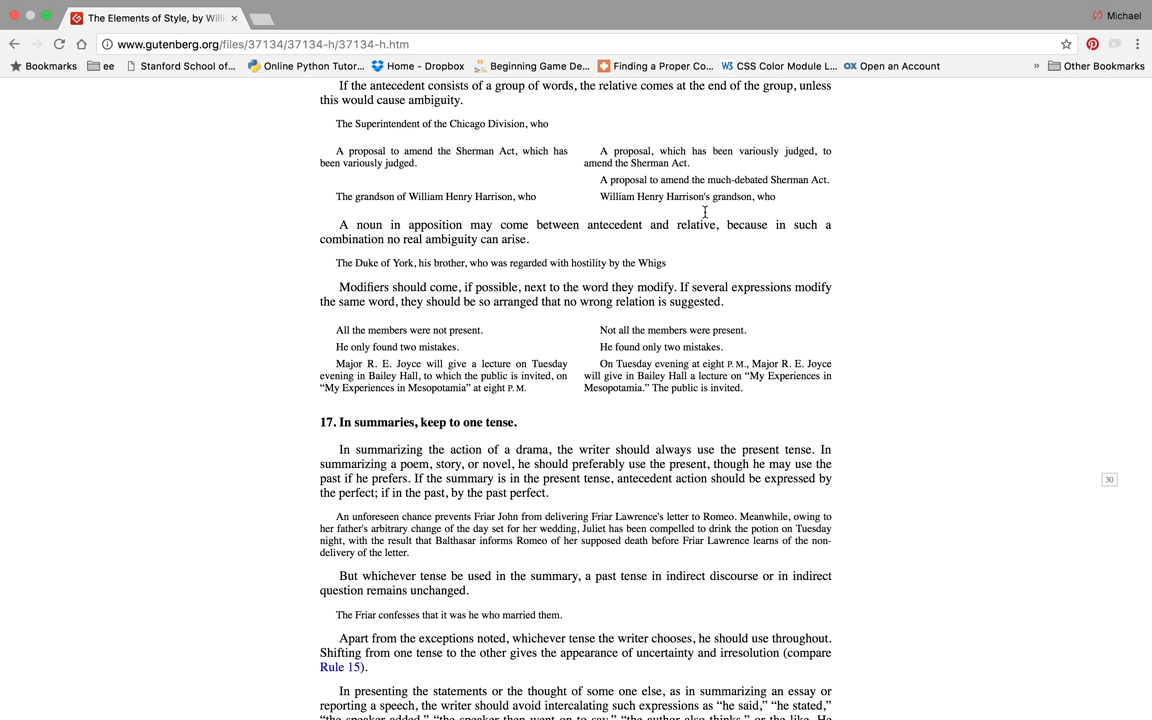 The Elements of Style, by Willi
Michael
www.gutenberg.org/files/37134/37134-h/37134-h.htm
Bookmarks ee Stanford School of... Online Python Tutor... Home - Dropbox Beginning Game De... Finding a Proper Co... W3 CSS Color Module L... OX Open an Account » Other Bookmarks
If the antecedent consists of a group of words, the relative comes at the end of the group, unless
this would cause ambiguity.
The Superintendent of the Chicago Division, who
A proposal to amend the Sherman Act, which has
been variously judged.
A proposal, which has been variously judged, to
amend the Sherman Act.
A proposal to amend the much-debated Sherman Act.
The grandson of William Henry Harrison, who
William Henry Harrison's grandson, who
A noun in apposition may come between antecedent and relative, because in such a
combination no real ambiguity can arise.
The Duke of York, his brother, who was regarded with hostility by the Whigs
Modifiers should come, if possible, next to the word they modify. If several expressions modify
the same word, they should be so arranged that no wrong relation is suggested.
All the members were not present.
Not all the members were present.
He only found two mistakes.
He found only two mistakes.
Major R. E. Joyce will give a lecture on Tuesday
evening in Bailey Hall, to which the public is invited, on
“My Experiences in Mesopotamia” at eight P. M.
On Tuesday evening at eight P. M., Major R. E. Joyce
will give in Bailey Hall a lecture on “My Experiences in
Mesopotamia.” The public is invited.
17. In summaries, keep to one tense.
In summarizing the action of a drama, the writer should always use the present tense. In
summarizing a poem, story, or novel, he should preferably use the present, though he may use the
past if he prefers. If the summary is in the present tense, antecedent action should be expressed by
the perfect; if in the past, by the past perfect.
30
An unforeseen chance prevents Friar John from delivering Friar Lawrence's letter to Romeo. Meanwhile, owing to
her father's arbitrary change of the day set for her wedding, Juliet has been compelled to drink the potion on Tuesday
night, with the result that Balthasar informs Romeo of her supposed death before Friar Lawrence learns of the non-
delivery of the letter.
But whichever tense be used in the summary, a past tense in indirect discourse or in indirect
question remains unchanged.
The Friar confesses that it was he who married them.
Apart from the exceptions noted, whichever tense the writer chooses, he should use throughout.
Shifting from one tense to the other gives the appearance of uncertainty and irresolution (compare
Rule 15).
In presenting the statements or the thought of some one else, as in summarizing an essay or
reporting a speech, the writer should avoid intercalating such expressions as “he said,” “he stated,”
“the speaker added,” “the speaker then went on to say,” “the author also thinks,” or the like. He